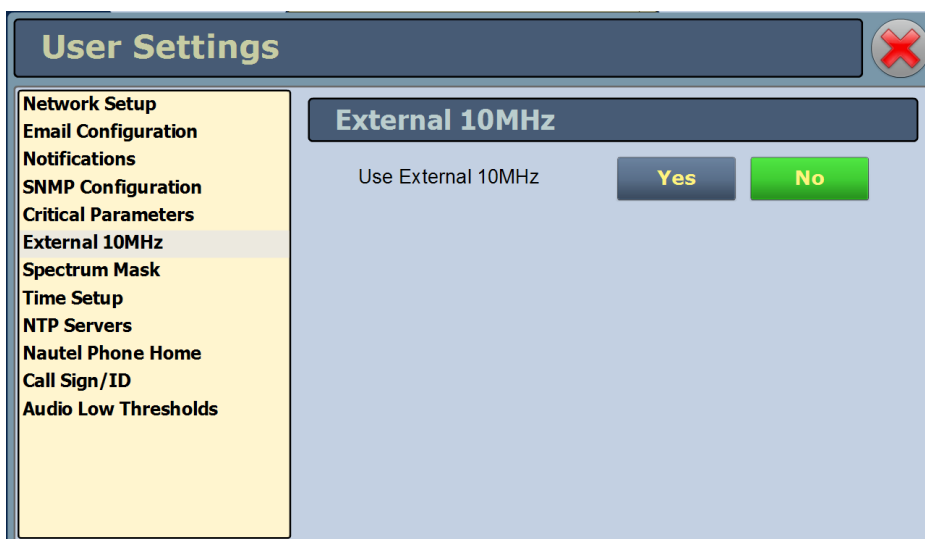 User Settings
Network Setup
Email Configuration
Notifications
SNMP Configuration
Critical Parameters
External 10MHz
Spectrum Mask
Time Setup
NTP Servers
Nautel Phone Home
Call Sign/ID
Audio Low Thresholds
External 10MHz
Use External 10MHz Yes No